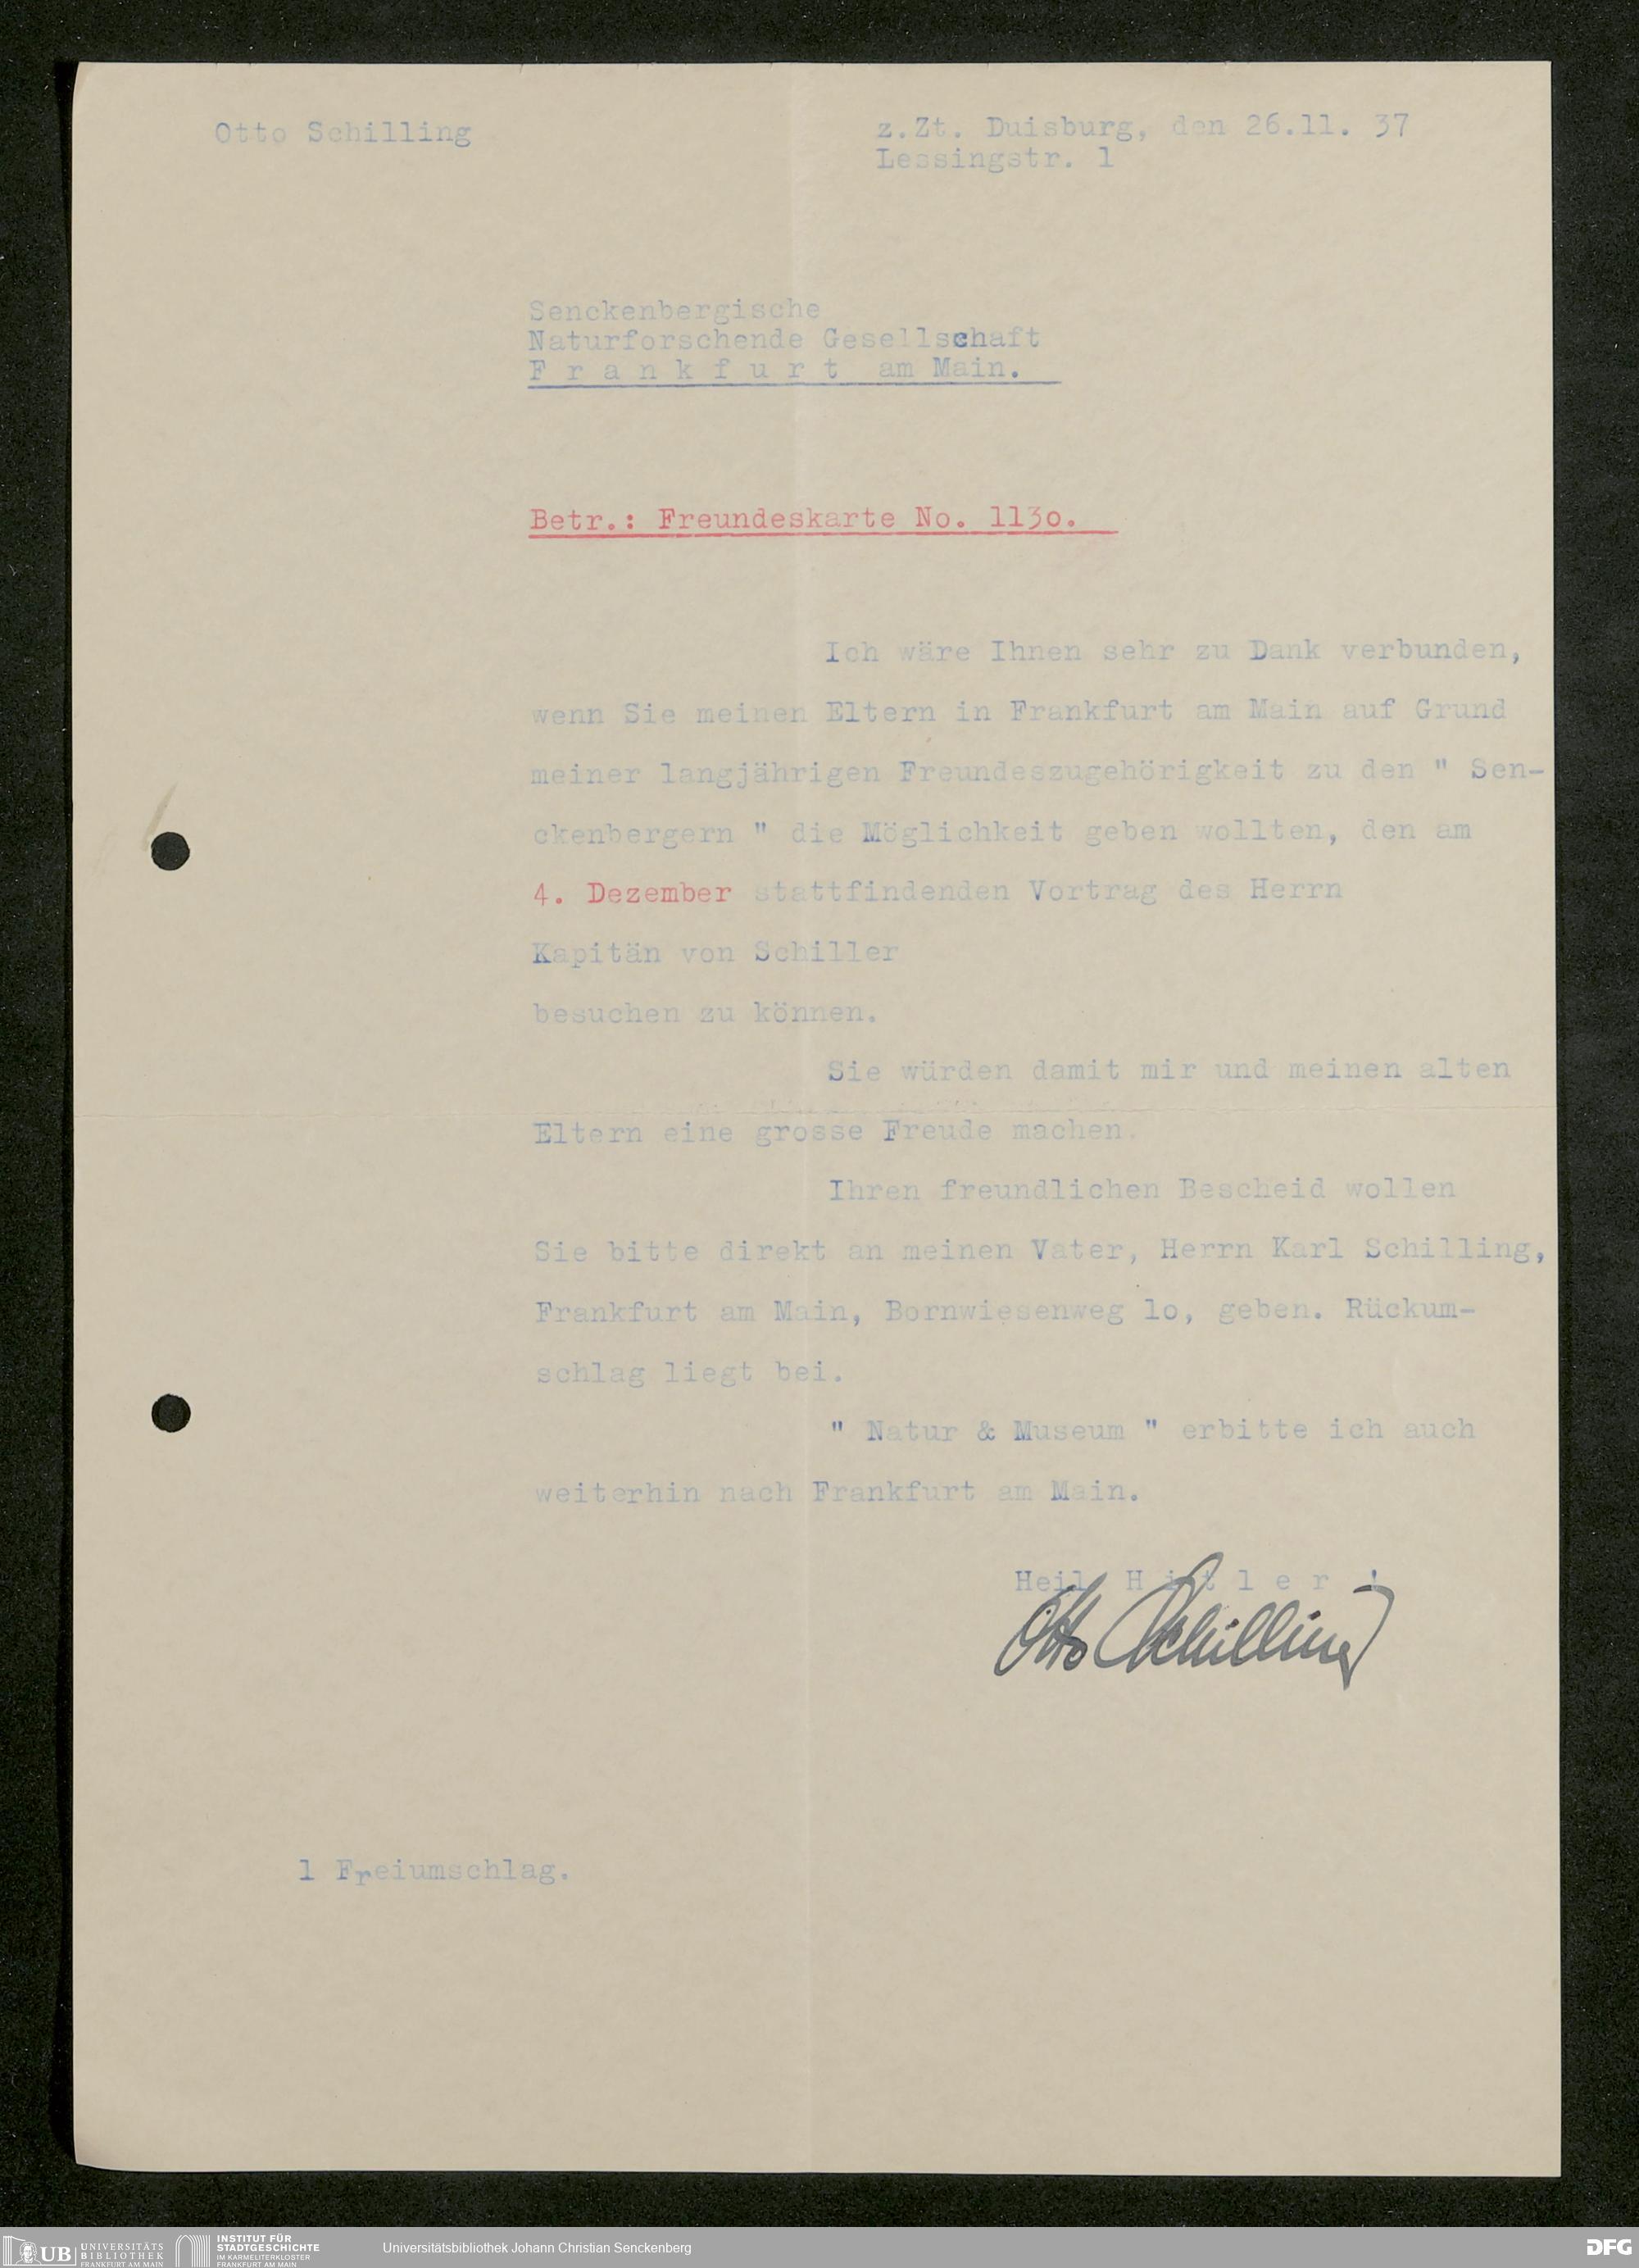 Otto Schilling
z.Zt. Duisburg, den 26.11. 37
Lessingstr. 1
Senckenbergische
Naturforschende Gesellschaft
F r a n k f u r t am Main.
Betr.: Freundeskarte No. 113o.
Ich wäre Ihnen sehr zu Dank verbunden,
wenn Sie meinen Eltern in Frankfurt am Main auf Grund
meiner langjährigen Freundeszugehörigkeit zu den " Sen-
ckenbergern " die Möglichkeit geben wollten, den am
4. Dezember stattfindenden Vortrag des Herrn
Kapitän von Schiller
besuchen zu können.
Sie würden damit mir und meinen alten
Eltern eine grosse Freude machen.
Ihren freundlichen Bescheid wollen
Sie bitte direkt an meinen Vater, Herrn Karl Schilling,
Frankfurt am Main, Bornwiesenweg 1o, geben. Rückum-
schlag liegt bei.
" Natur & Museum " erbitte ich auch
weiterhin nach Frankfurt am Main.
Heil H i t l e r !
Otto Schilling
1 Freiumschlag.
UB UNIVERSITÄTS
BIBLIOTHEK
FRANKFURT AM MAIN
INSTITUT FÜR
STADTGESCHICHTE
IM KARMELITERKLOSTER
FRANKFURT AM MAIN
Universitätsbibliothek Johann Christian Senckenberg
DFG